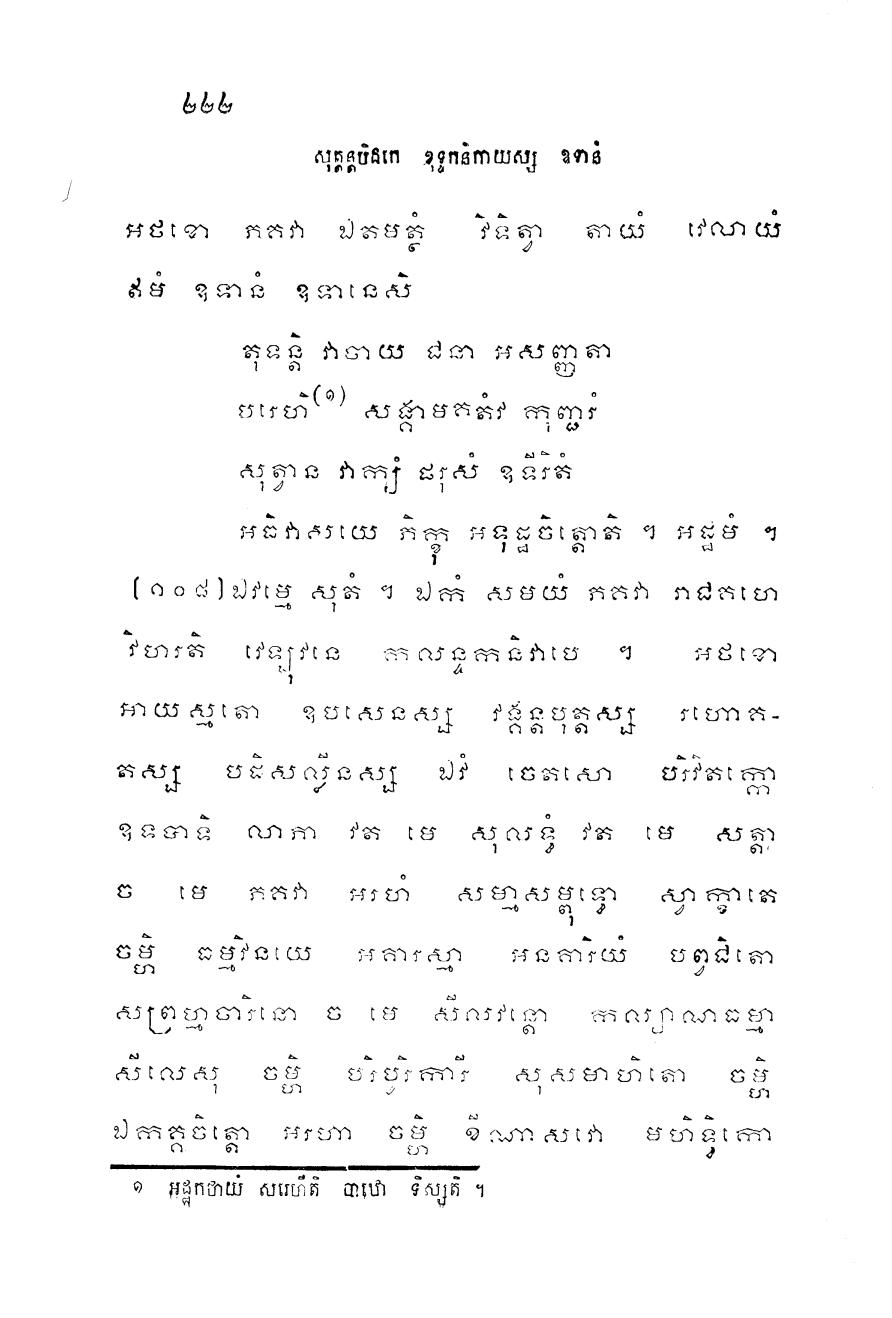 ២២២
សុត្តន្តបិដកេ ខុទ្ទកនិកាយស្ស ឧទានំ
អថខោ ភគវា ឯតមត្ថំ វិទិត្វា តាយំ វេលាយំ
ឥមំ ឧទានំ ឧទានេសិ
តុទន្តិ វាចាយ ជនា អសញ្ញតា
បរេហិ(១) សង្គាមគតំវ កុញ្ជរំ
សុត្វាន វាក្យំ ផរុសំ ឧទីរិតំ
អធិវាសយេ ភិក្ខុ អទុដ្ឋចិត្តោតិ ។ អដ្ឋមំ ។
[១០៨] ឯវម្មេ សុតំ ។ ឯកំ សមយំ ភគវា រាជគហេ
វិហរតិ វេឡុវនេ កលន្ទកនិវាបេ ។ អថខោ
អាយស្មតោ ឧបសេនស្ស វង្គន្តបុត្តស្ស រហោគ-
តស្ស បដិសល្លីនស្ស ឯវំ ចេតសោ បរិវិតក្កោ
ឧទបាទិ លាភា វត មេ សុលទ្ធំ វត មេ សត្ថា
ច មេ ភគវា អរហំ សម្មាសម្ពុទ្ធោ ស្វាក្ខាតេ
ចម្ហិ ធម្មវិនយេ អគារស្មា អនគារិយំ បព្វជិតោ
សព្រហ្មចារិនោ ច មេ សីលវន្តោ កល្យាណធម្មា
សីលេសុ ចម្ហិ បរិបូរិការី សុសមាហិតោ ចម្ហិ
ឯកគ្គចិត្តោ អរហា ចម្ហិ ខីណាសវោ មហិទ្ធិកោ
១ អដ្ឋកថាយំ សរេហីតិ បាឋោ ទិស្សតិ ។